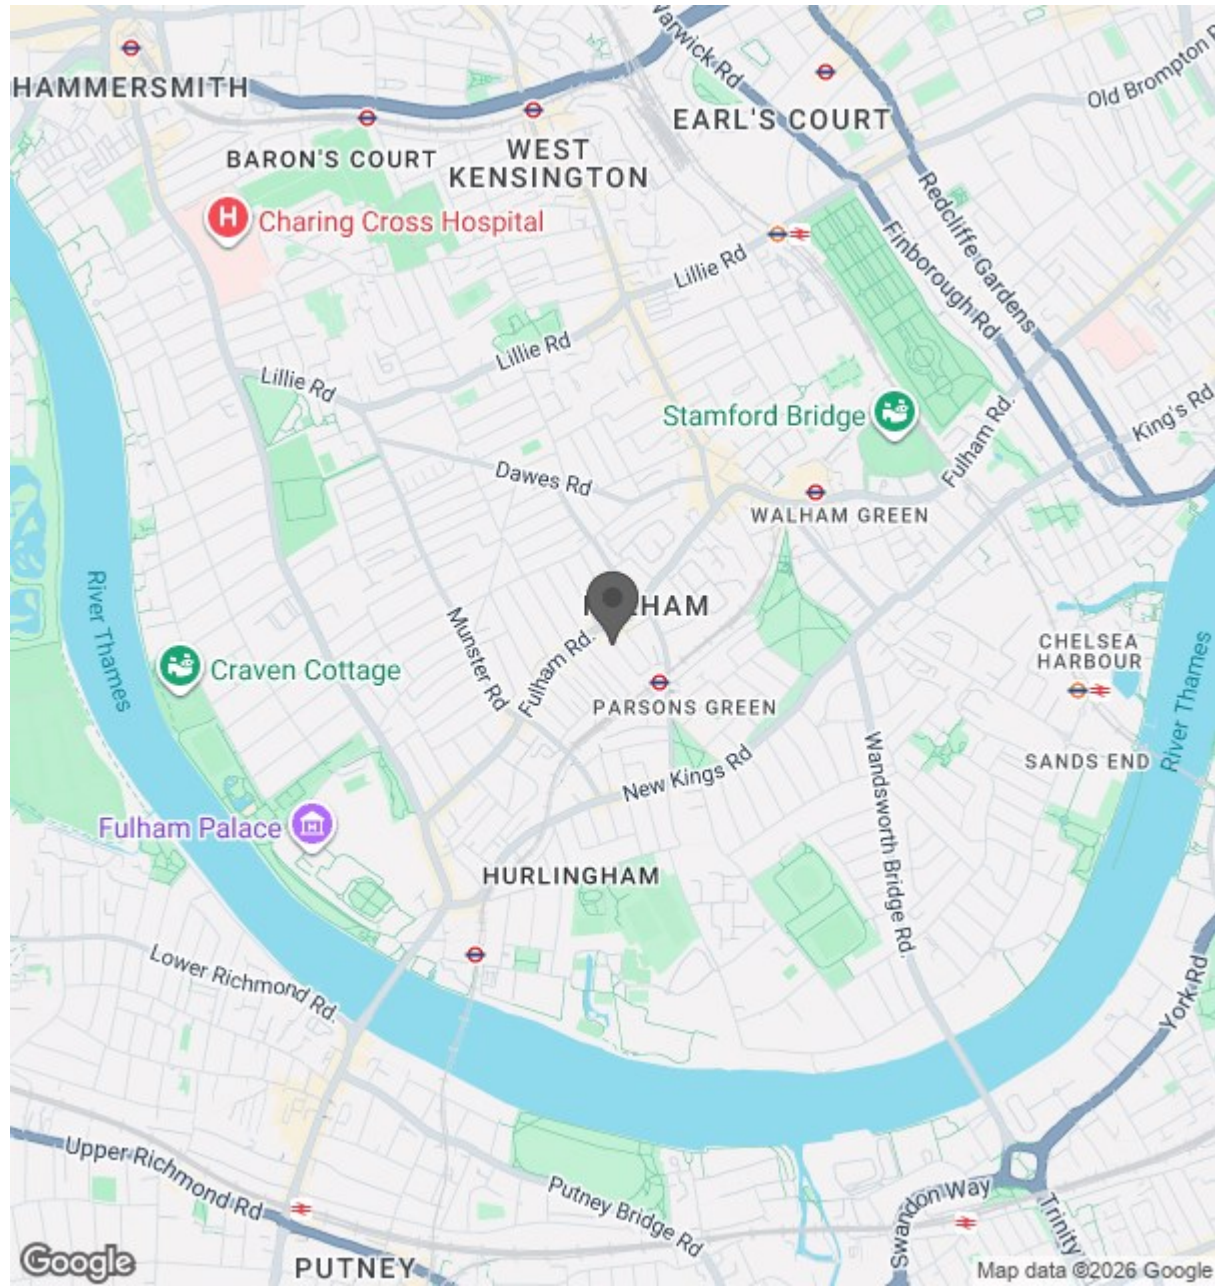 Warwick Rd
Old Brompton R
HAMMERSMITH
EARL'S COURT
BARON'S COURT
WEST
KENSINGTON
Redcliffe Gardens
H
Charing Cross Hospital
Finborough Rd
Lillie Rd
Lillie Rd
Lillie Rd
Stamford Bridge
Fulham Rd.
King's Rd
Dawes Rd
WALHAM GREEN
River Thames
HAM
Munster Rd
Fulham Rd.
CHELSEA
HARBOUR
River Thames
Craven Cottage
PARSONS GREEN
Wandsworth Bridge Rd.
SANDS END
New Kings Rd
Fulham Palace
HURLINGHAM
Lower Richmond Rd.
York Rd
Upper Richmond Rd
Putney Bridge Rd
Swandon Way
Trinity
PUTNEY
Google
Map data ©2026 Google